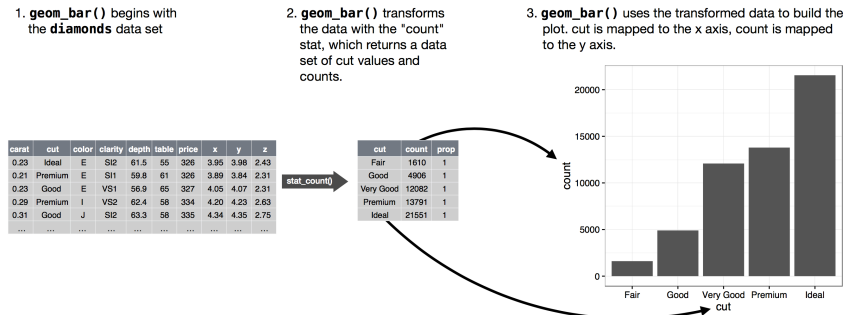 1. geom_bar() begins with
the diamonds data set
2. geom_bar() transforms
the data with the "count"
stat, which returns a data
set of cut values and
counts.
3. geom_bar() uses the transformed data to build the
plot. cut is mapped to the x axis, count is mapped
to the y axis.
carat cut color clarity depth table price x y z
0.23 Ideal E SI2 61.5 55 326 3.95 3.98 2.43
0.21 Premium E SI1 59.8 61 326 3.89 3.84 2.31
0.23 Good E VS1 56.9 65 327 4.05 4.07 2.31
0.29 Premium I VS2 62.4 58 334 4.20 4.23 2.63
0.31 Good J SI2 63.3 58 335 4.34 4.35 2.75
... ... ... ... ... ... ... ... ... ...
stat_count()
cut count prop
Fair 1610 1
Good 4906 1
Very Good 12082 1
Premium 13791 1
Ideal 21551 1
count
20000
15000
10000
5000
0
Fair Good Very Good Premium Ideal
cut